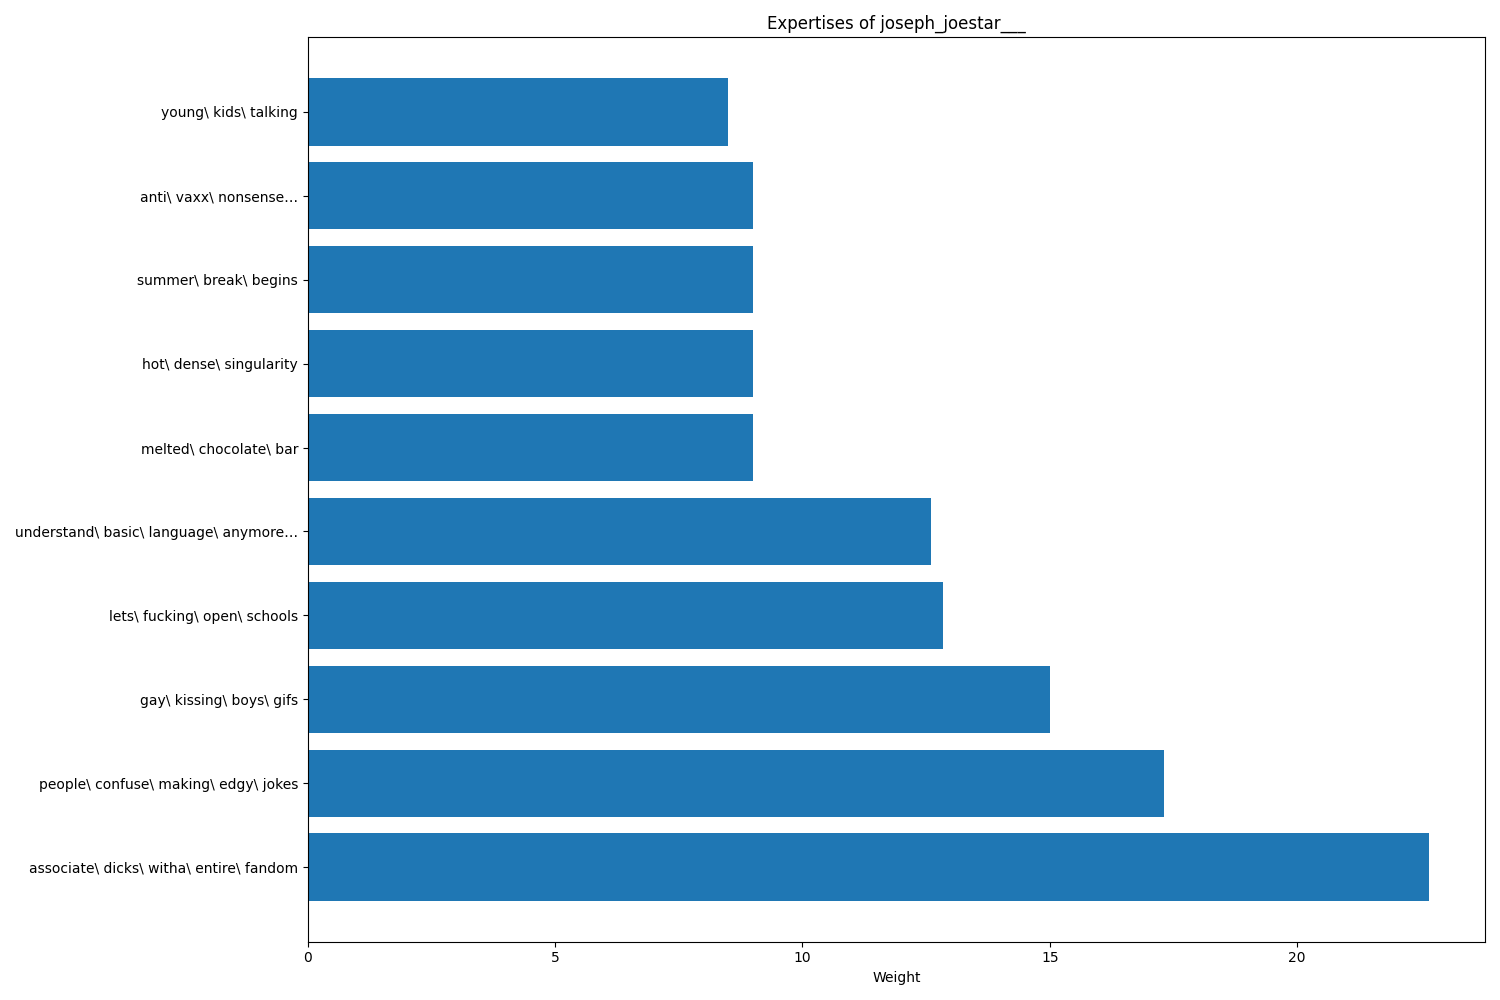 Expertises of joseph_joestar___
young\ kids\ talking
anti\ vaxx\ nonsense…
summer\ break\ begins
hot\ dense\ singularity
melted\ chocolate\ bar
understand\ basic\ language\ anymore…
lets\ fucking\ open\ schools
gay\ kissing\ boys\ gifs
people\ confuse\ making\ edgy\ jokes
associate\ dicks\ witha\ entire\ fandom
0 5 10 15 20
Weight